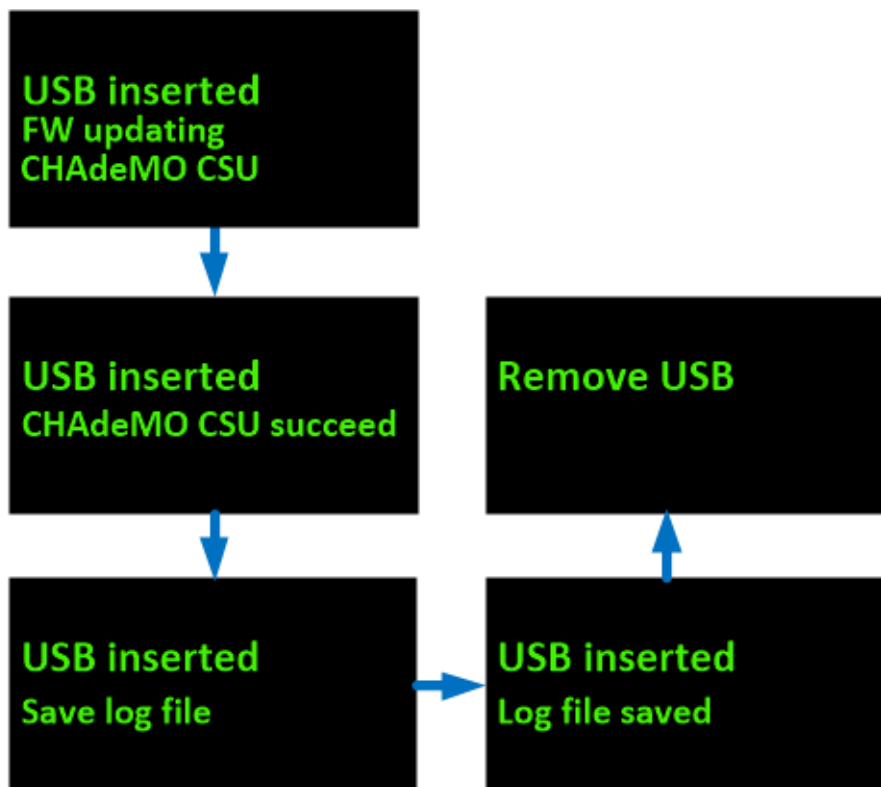 USB inserted
FW updating
CHAdeMO CSU
USB inserted
CHAdeMO CSU succeed
USB inserted
Save log file
USB inserted
Log file saved
Remove USB